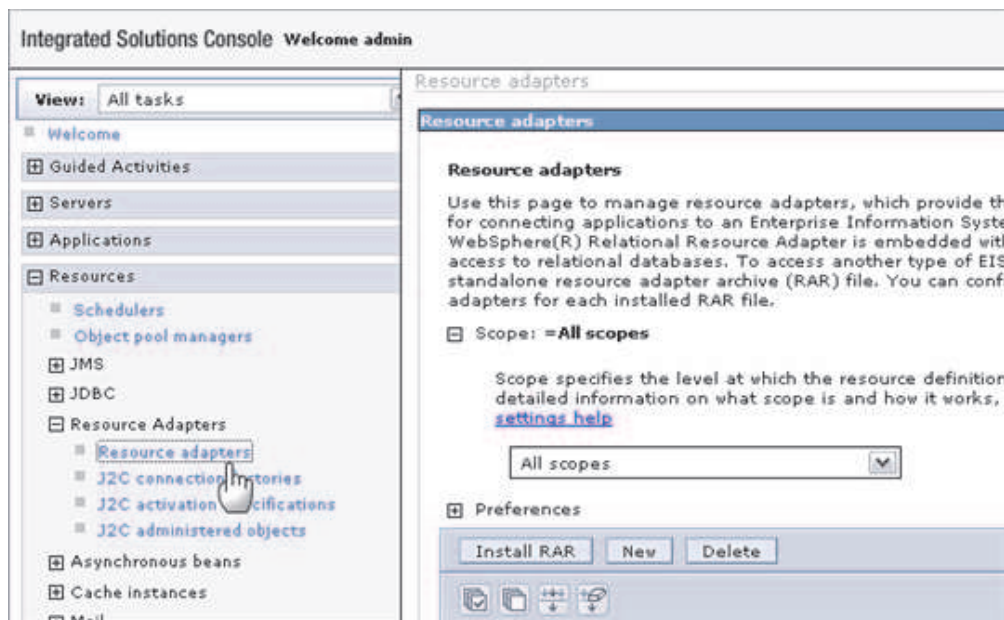 Integrated Solutions Console Welcome admin
View: All tasks
Welcome
Guided Activities
Servers
Applications
Resources
Schedulers
Object pool managers
JMS
JDBC
Resource Adapters
Resource adapters
J2C connection
J2C activation
J2C administered objects
Asynchronous beans
Cache instances
Mail
Resource adapters
Resource adapters
Resource adapters
Use this page to manage resource adapters, which provide th
for connecting applications to an Enterprise Information Syste
WebSphere(R) Relational Resource Adapter is embedded wit
access to relational databases. To access another type of EIS
standalone resource adapter archive (RAR) file. You can conf
adapters for each installed RAR file.
Scope: =All scopes
Scope specifies the level at which the resource definition
detailed information on what scope is and how it works,
settings help
All scopes
Preferences
Install RAR New Delete